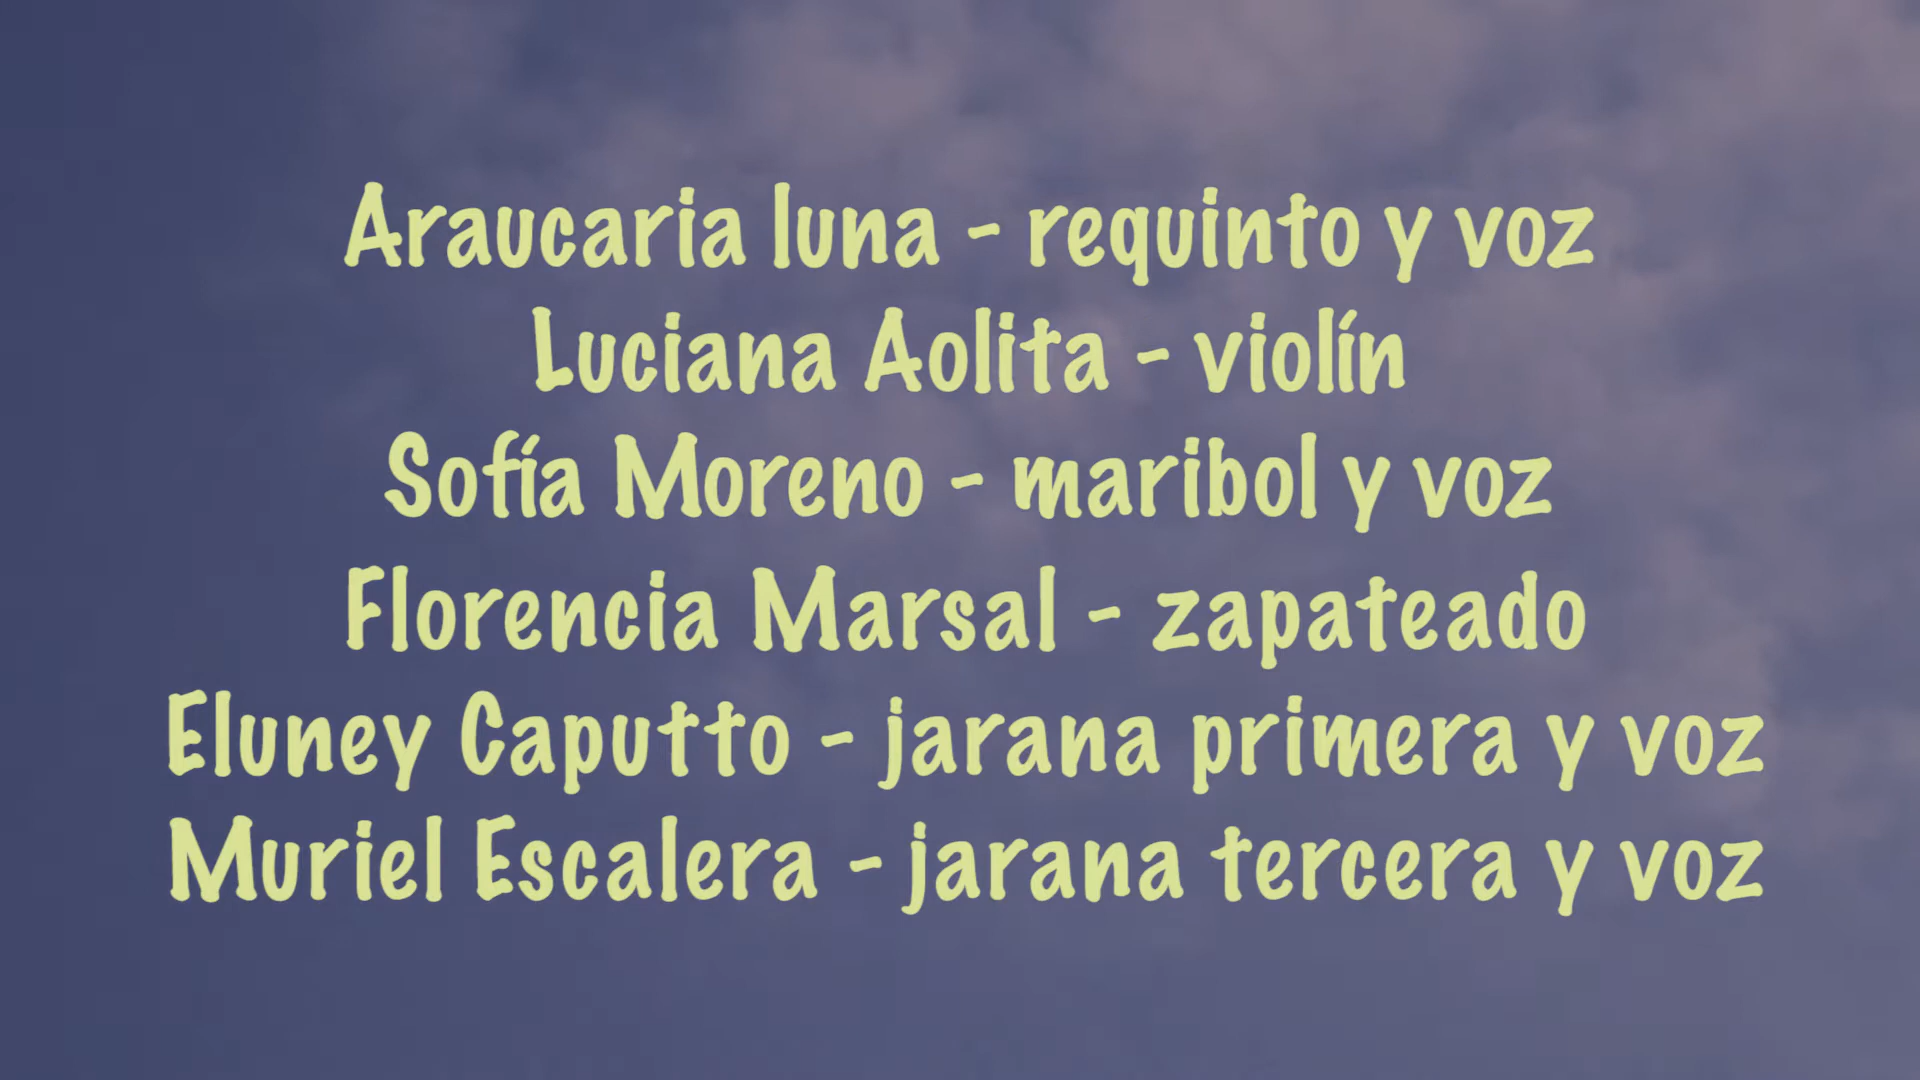 Araucaria luna - requinto y voz
Luciana Aolita - violín
Sofía Moreno - maribol y voz
Florencia Marsal - zapateado
Eluney Caputto - jarana primera y voz
Muriel Escalera - jarana tercera y voz